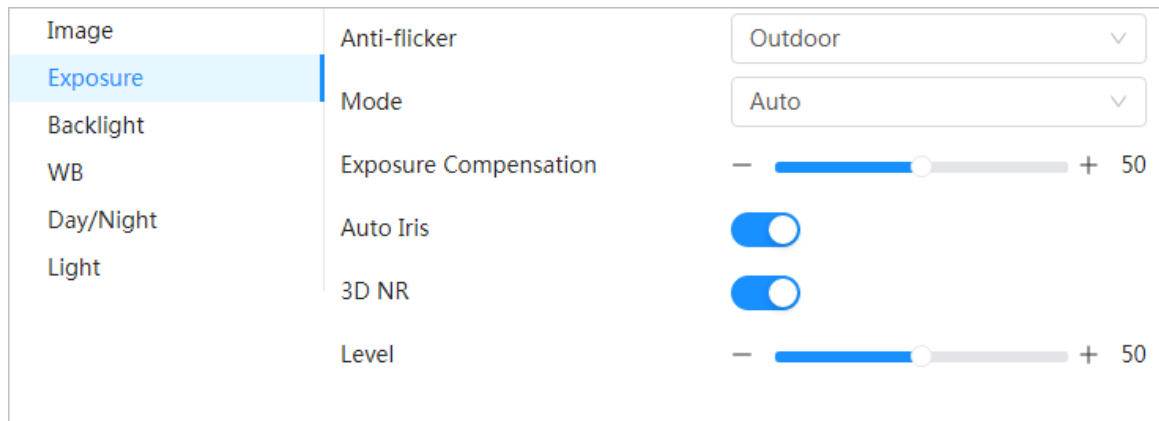 Image
Exposure
Backlight
WB
Day/Night
Light
Anti-flicker Outdoor
Mode Auto
Exposure Compensation — + 50
Auto Iris
3D NR
Level — + 50